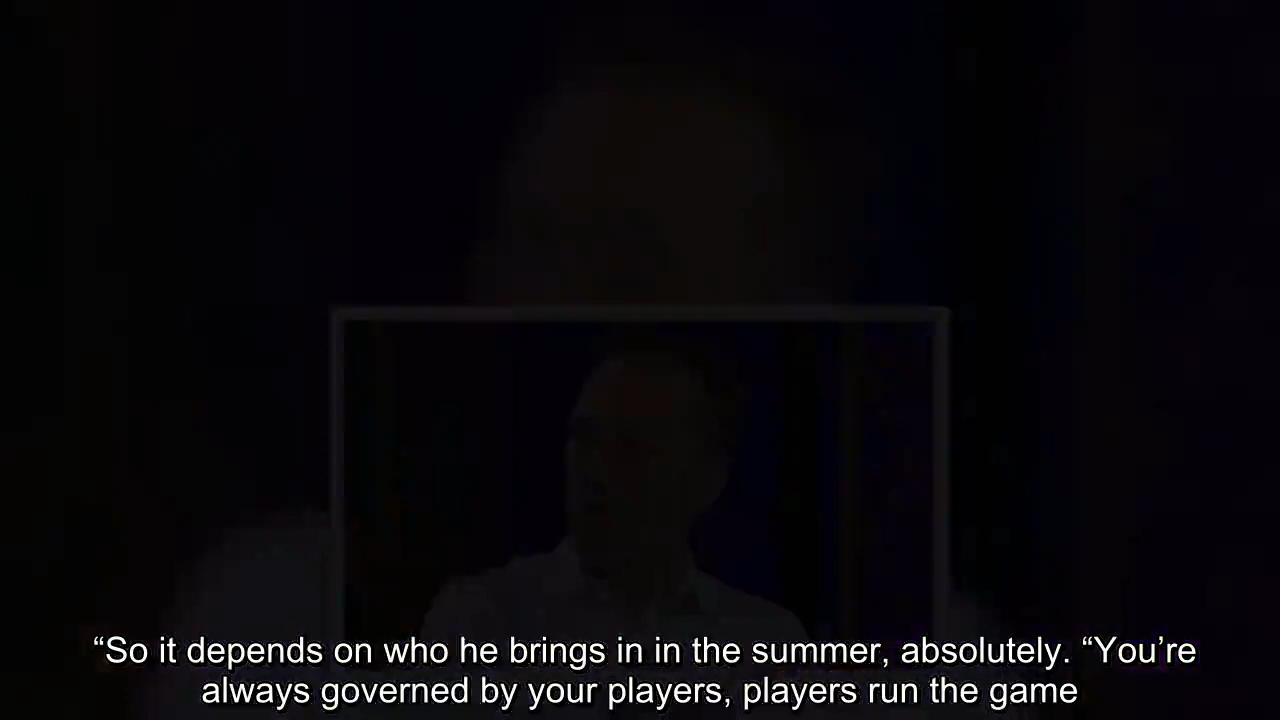 “So it depends on who he brings in in the summer, absolutely. “You’re
always governed by your players, players run the game